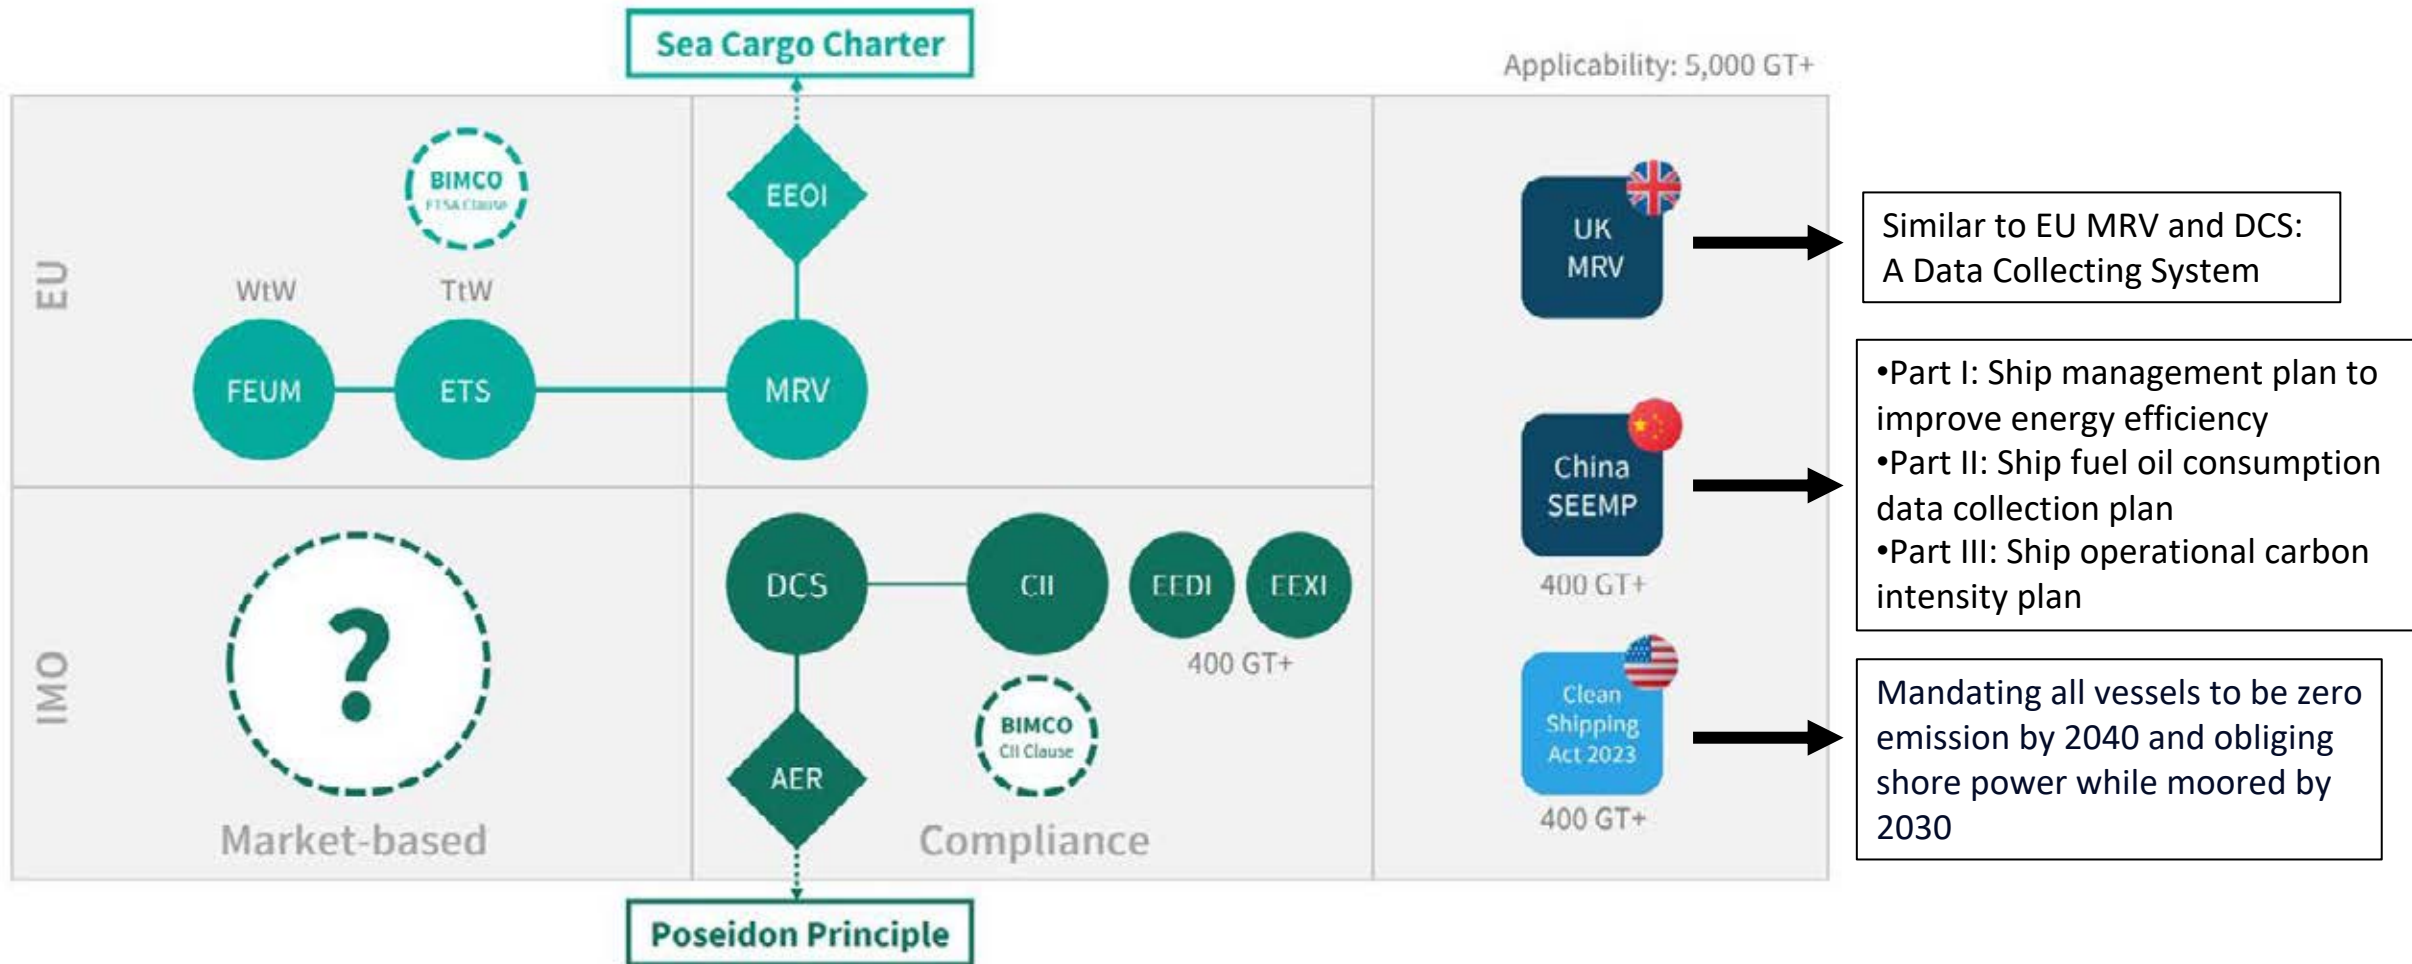 Sea Cargo Charter
Applicability: 5,000 GT+
EU
BIMCO
ETSA Clause
WtW
TtW
FEUM
ETS
EEOI
MRV
UK
MRV
Similar to EU MRV and DCS:
A Data Collecting System
China
SEEMP
400 GT+
•Part I: Ship management plan to
improve energy efficiency
•Part II: Ship fuel oil consumption
data collection plan
•Part III: Ship operational carbon
intensity plan
IMO
?
Market-based
DCS
CII
EEDI
EEXI
400 GT+
BIMCO
CII Clause
AER
Compliance
Clean
Shipping
Act 2023
400 GT+
Mandating all vessels to be zero
emission by 2040 and obliging
shore power while moored by
2030
Poseidon Principle